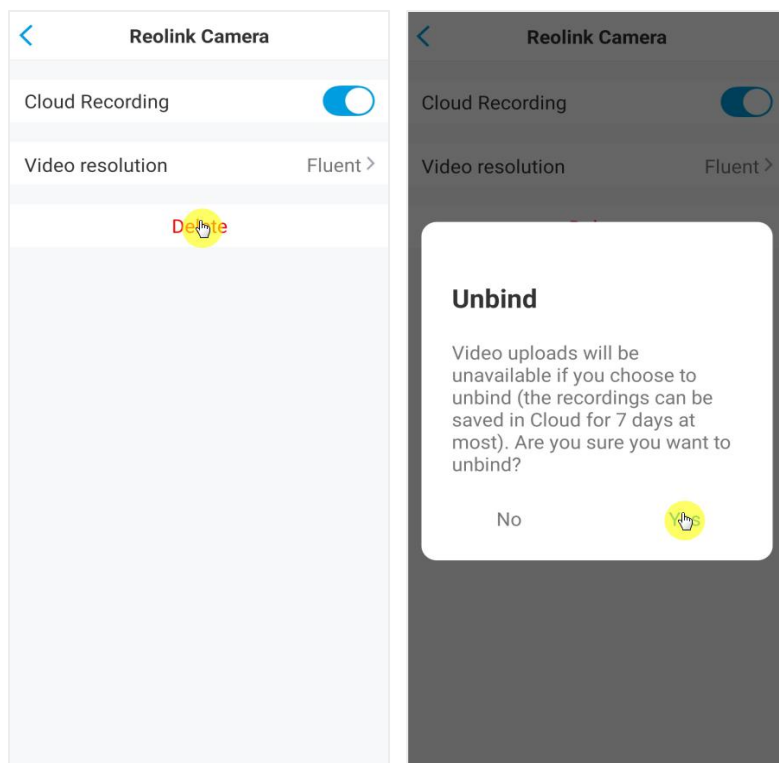 Reolink Camera
Cloud Recording
Video resolution
Fluent >
Delete
Reolink Camera
Cloud Recording
Video resolution
Fluent >
Unbind
Video uploads will be
unavailable if you choose to
unbind (the recordings can be
saved in Cloud for 7 days at
most). Are you sure you want to
unbind?
No
Yes